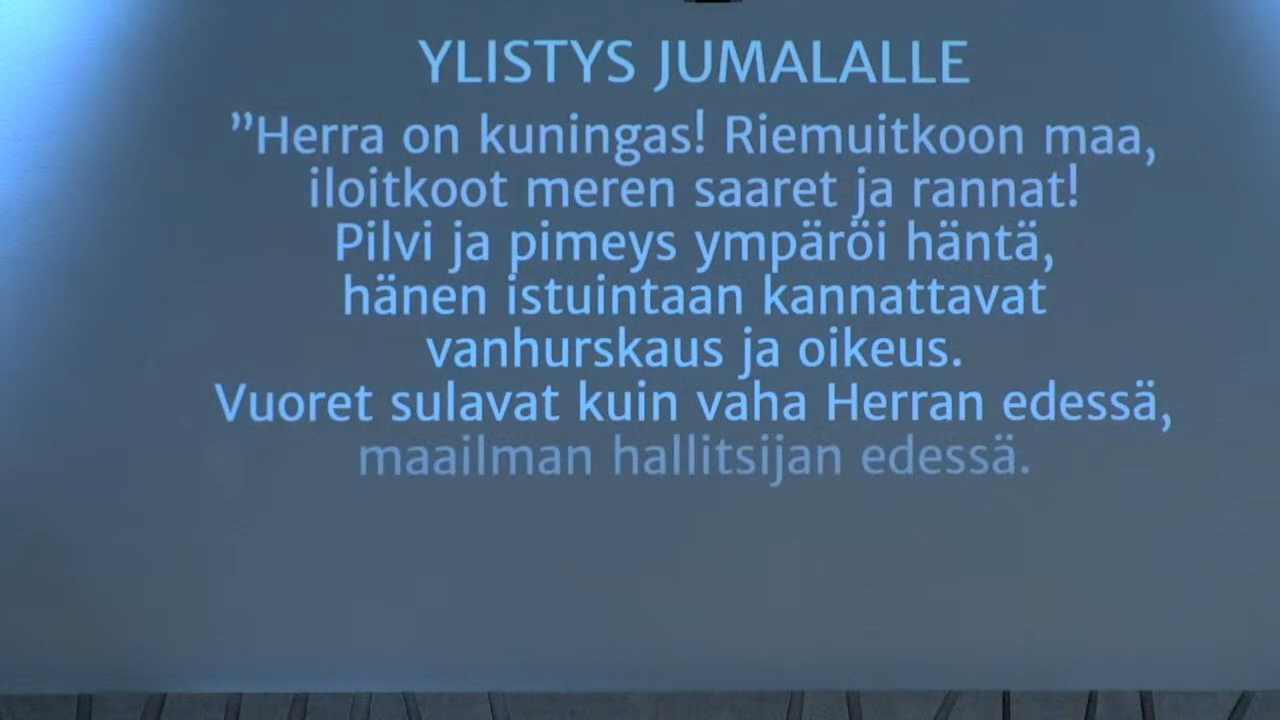 YLISTYS JUMALALLE
”Herra on kuningas! Riemuitkoon maa,
iloitkoot meren saaret ja rannat!
Pilvi ja pimeys ympäröi häntä,
hänen istuintaan kannattavat
vanhurskaus ja oikeus.
Vuoret sulavat kuin vaha Herran edessä,
maailman hallitsijan edessä.